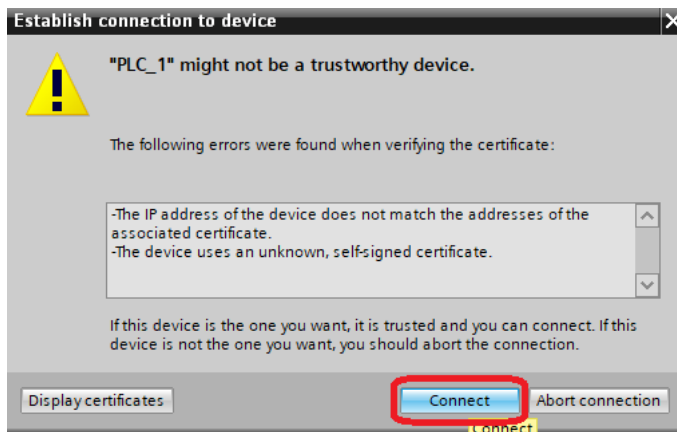 Establish connection to device
"PLC_1" might not be a trustworthy device.
The following errors were found when verifying the certificate:
-The IP address of the device does not match the addresses of the
associated certificate.
-The device uses an unknown, self-signed certificate.
If this device is the one you want, it is trusted and you can connect. If this
device is not the one you want, you should abort the connection.
Display certificates
Connect
Abort connection
Connect